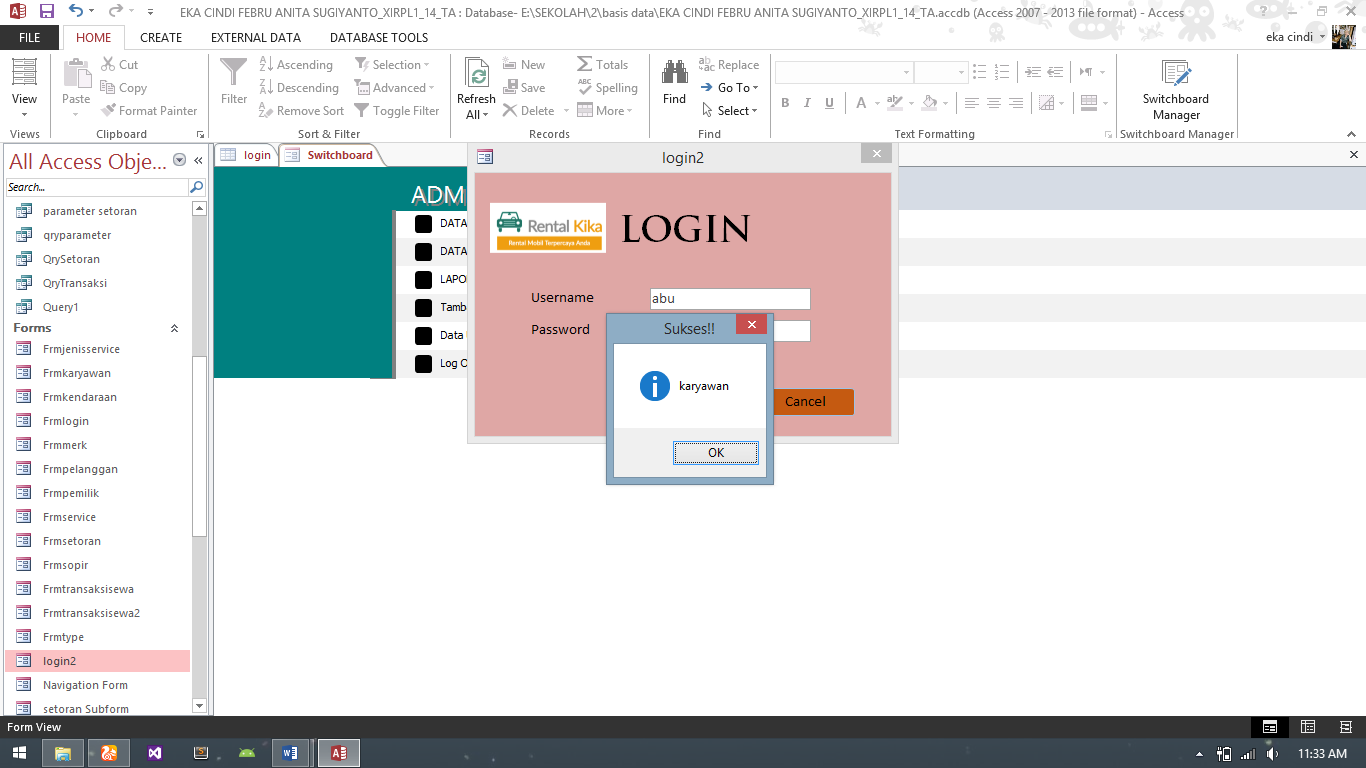 EKA CINDI FEBRU ANITA SUGIYANTO_XIRPL1_14_TA : Database- E:\SEKOLAH\2\basis data\EKA CINDI FEBRU ANITA SUGIYANTO_XIRPL1_14_TA.accdb (Access 2007 - 2013 file format) - Access
FILE HOME CREATE EXTERNAL DATA DATABASE TOOLS eka cindi
View
Views
Paste
Cut
Copy
Format Painter
Clipboard
Filter
Ascending
Descending
Remove Sort
Selection
Advanced
Toggle Filter
Sort & Filter
Refresh
All
New
Save
Delete
Totals
Spelling
More
Records
Find
Replace
Go To
Select
Find
B I U A
Text Formatting
Switchboard
Manager
Switchboard Manager
All Access Obje...
Search...
parameter setoran
qryparameter
QrySetoran
QryTransaksi
Query1
Forms
Frmjenisservice
Frmkaryawan
Frmkendaraan
Frmlogin
Frmmerk
Frmpelanggan
Frmpemilik
Frmservice
Frmsetoran
Frmsopir
Frmtransaksisewa
Frmtransaksisewa2
Frmtype
login2
Navigation Form
setoran Subform
login Switchboard
ADM
DATA
DATA
LAPO
Tamb
Data
Log O
login2
Rental Kika
Rental Mobil Terpercaya Anda
LOGIN
Username abu
Password
Cancel
Sukses!!
karyawan
OK
Form View
11:33 AM